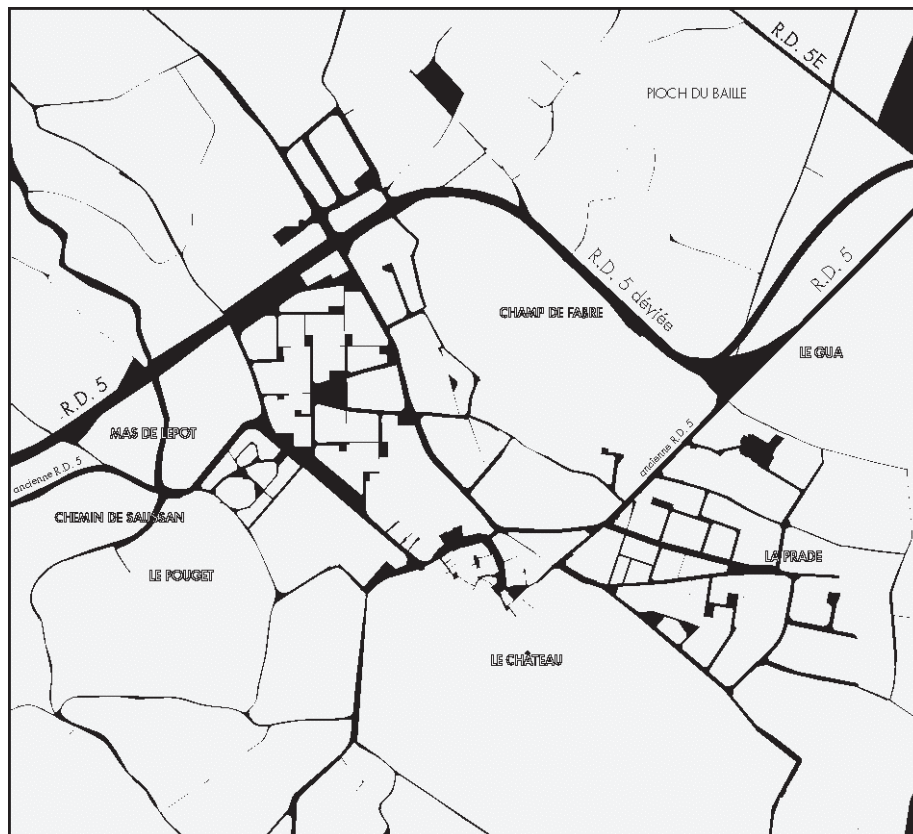 R.D. 5E
PIOCH DU BAILLE
R.D. 5
R.D. 5 déviée
CHAMP DE FABRE
LE GUA
R.D. 5
MAS DE LEPOT
ancienne R.D. 5
ancienne R.D. 5
CHEMIN DE SAUSSAN
LA PRADE
LE POUGET
LE CHÂTEAU